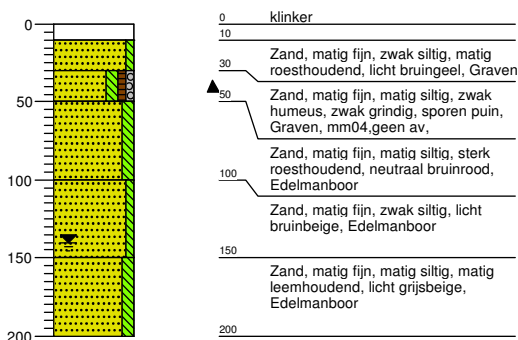 0
50
100
150
200
0 klinker
10
Zand, matig fijn, zwak siltig, matig
30
roesthoudend, licht bruingeel, Graven
50
Zand, matig fijn, matig siltig, zwak
humeus, zwak grindig, sporen puin,
Graven, mm04,geen av,
Zand, matig fijn, matig siltig, sterk
roesthoudend, neutraal bruinrood,
100
Edelmanboor
Zand, matig fijn, zwak siltig, licht
bruinbeige, Edelmanboor
150
Zand, matig fijn, matig siltig, matig
leemhoudend, licht grijsbeige,
Edelmanboor
200